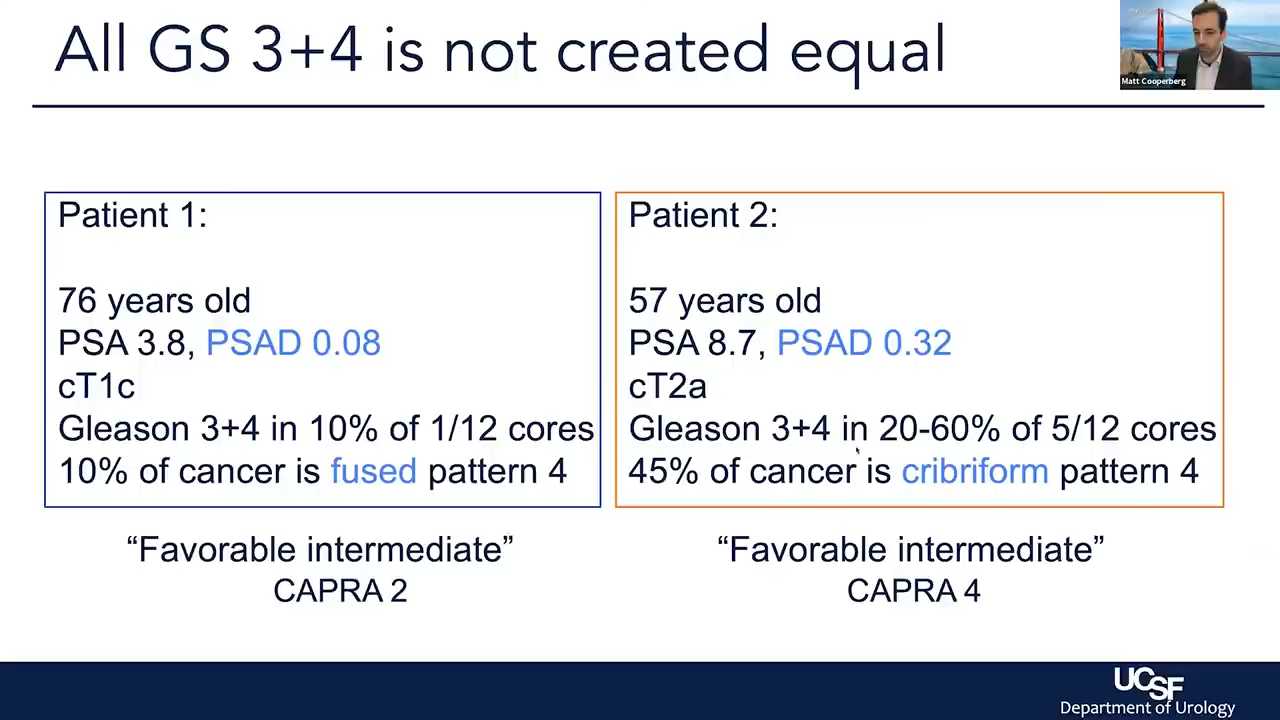 All GS 3+4 is not created equal
Matt Cooperberg
Patient 1:
76 years old
PSA 3.8, PSAD 0.08
cT1c
Gleason 3+4 in 10% of 1/12 cores
10% of cancer is fused pattern 4
“Favorable intermediate”
CAPRA 2
Patient 2:
57 years old
PSA 8.7, PSAD 0.32
cT2a
Gleason 3+4 in 20-60% of 5/12 cores
45% of cancer is cribriform pattern 4
“Favorable intermediate”
CAPRA 4
UCSF
Department of Urology